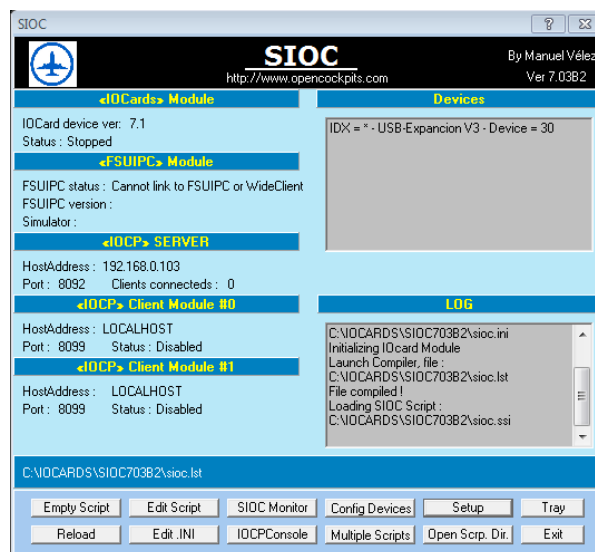 SIOC
SIOC
By Manuel Vélez
http://www.opencockpits.com
Ver 7.03B2
«IOCards» Module
IOCard device ver: 7.1
Status : Stopped
«FSUIPC» Module
FSUIPC status : Cannot link to FSUIPC or WideClient
FSUIPC version :
Simulator :
«IOCP» SERVER
HostAddress : 192.168.0.103
Port : 8092 Clients connecteds : 0
«IOCP» Client Module #0
HostAddress : LOCALHOST
Port : 8099 Status : Disabled
«IOCP» Client Module #1
HostAddress : LOCALHOST
Port : 8099 Status : Disabled
Devices
IDX = * - USB-Expancion V3 - Device = 30
LOG
C:\IOCARDS\SIOC703B2\sioc.ini
Initializing IOcard Module
Launch Compiler, file :
C:\IOCARDS\SIOC703B2\sioc.lst
File compiled !
Loading SIOC Script :
C:\IOCARDS\SIOC703B2\sioc.ssi
C:\IOCARDS\SIOC703B2\sioc.lst
Empty Script Edit Script SIOC Monitor Config Devices Setup Tray
Reload Edit .INI IOCPConsole Multiple Scripts Open Scrp. Dir. Exit